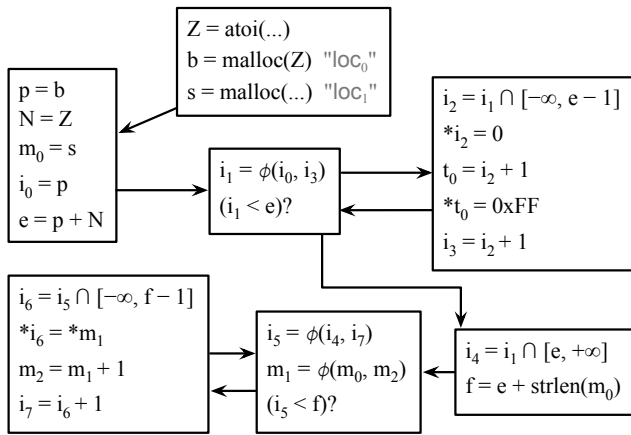 Z = atoi(...)
b = malloc(Z) "loc₀"
s = malloc(...) "loc₁"
p = b
N = Z
m₀ = s
i₀ = p
e = p + N
i₁ = ϕ(i₀, i₃)
(i₁ < e)?
i₂ = i₁ ∩ [−∞, e − 1]
*i₂ = 0
t₀ = i₂ + 1
*t₀ = 0xFF
i₃ = i₂ + 1
i₆ = i₅ ∩ [−∞, f − 1]
*i₆ = *m₁
m₂ = m₁ + 1
i₇ = i₆ + 1
i₅ = ϕ(i₄, i₇)
m₁ = ϕ(m₀, m₂)
(i₅ < f)?
i₄ = i₁ ∩ [e, +∞]
f = e + strlen(m₀)